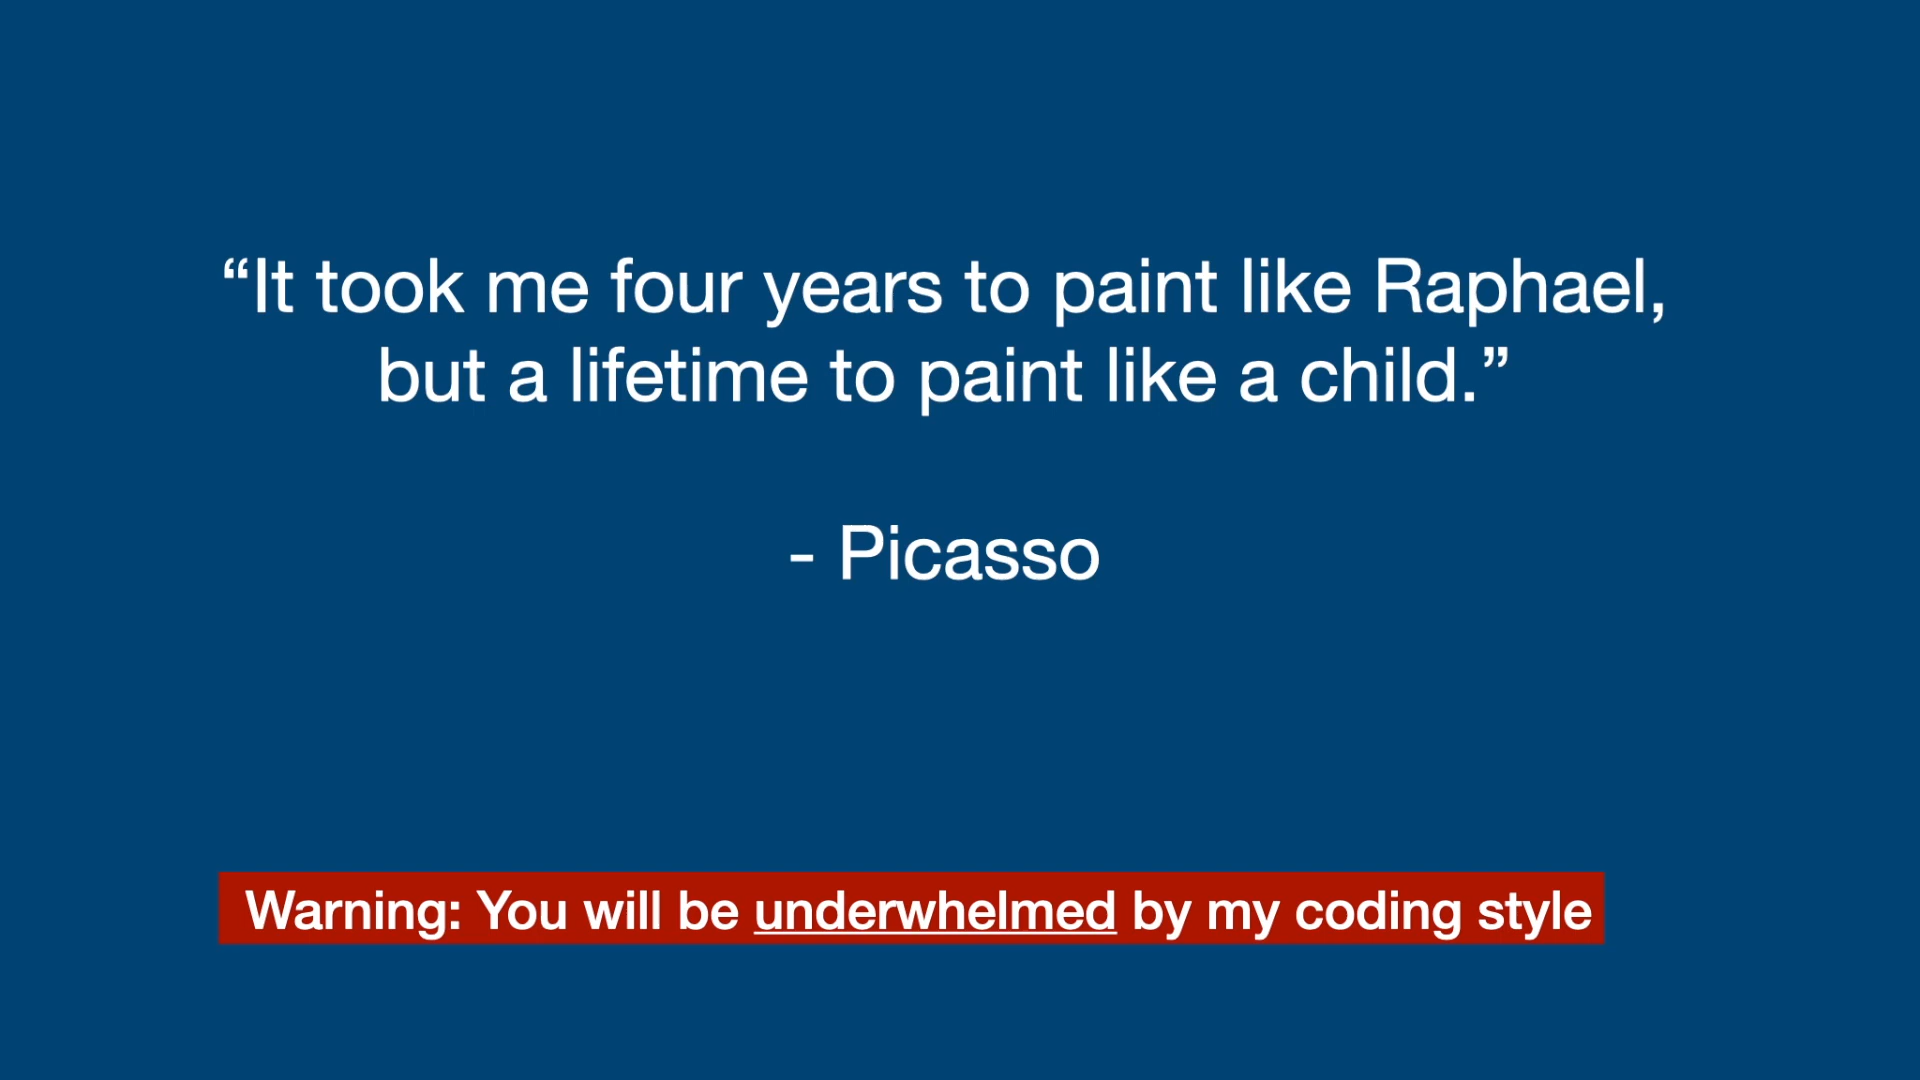 “It took me four years to paint like Raphael,
but a lifetime to paint like a child.”
- Picasso
Warning: You will be underwhelmed by my coding style